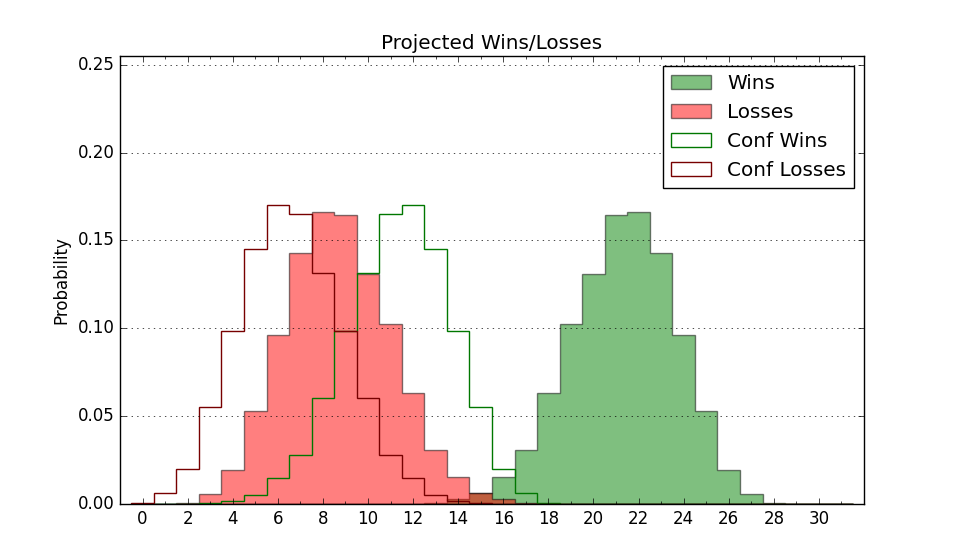 Projected Wins/Losses
0.25
0.20
0.15
0.10
0.05
0.00
Probability
Wins
Losses
Conf Wins
Conf Losses
0 2 4 6 8 10 12 14 16 18 20 22 24 26 28 30